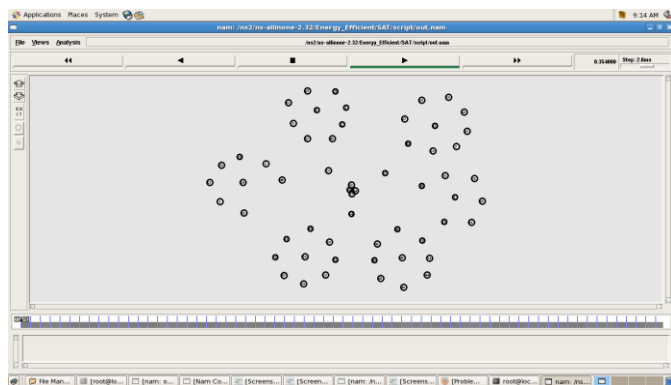 Applications Places System
9:34 AM
nam: /ns2/ns-allinone-2.32/Energy_Efficient/SAT/script/out.nam
File Views Analysis
/ns2/ns-allinone-2.32/Energy_Efficient/SAT/script/out.nam
0.354000 Step: 2.0ms
File Man... [root@lo... [nam: o... [Nam Co... [Screens... [Screen... [nam: /n... [Screens... [Proble... root@loc... nam: /ns...